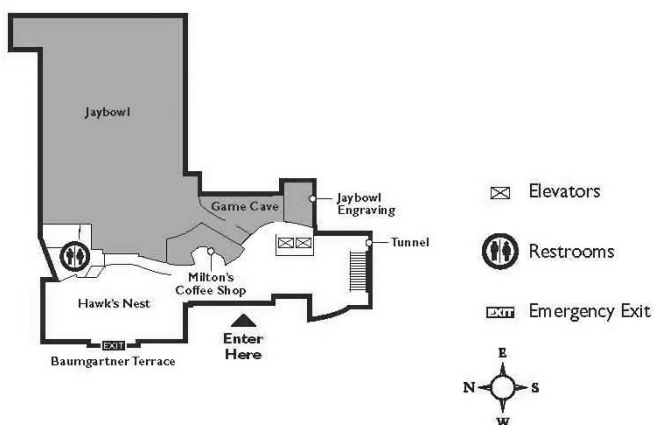 Jaybowl
Game Cave
Jaybowl
Engraving
Tunnel
Milton's
Coffee Shop
Hawk's Nest
EXIT
Baumgartner Terrace
Enter
Here
Elevators
Restrooms
EXIT Emergency Exit
E
N S
W